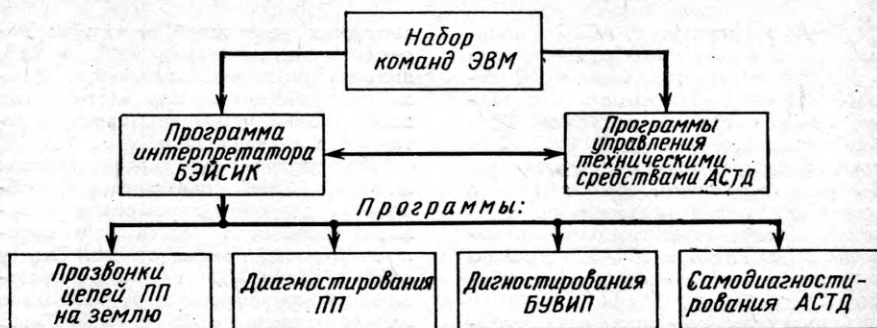 Набор
команд ЭВМ
Программа
интерпретатора
БЭЙСИК
Программы
управления
техническими
средствами АСТД
Программы:
Прозвонки
цепей ПП
на землю
Диагностирования
ПП
Дигностирования
БУВИП
Самодиагности-
рования АСТД